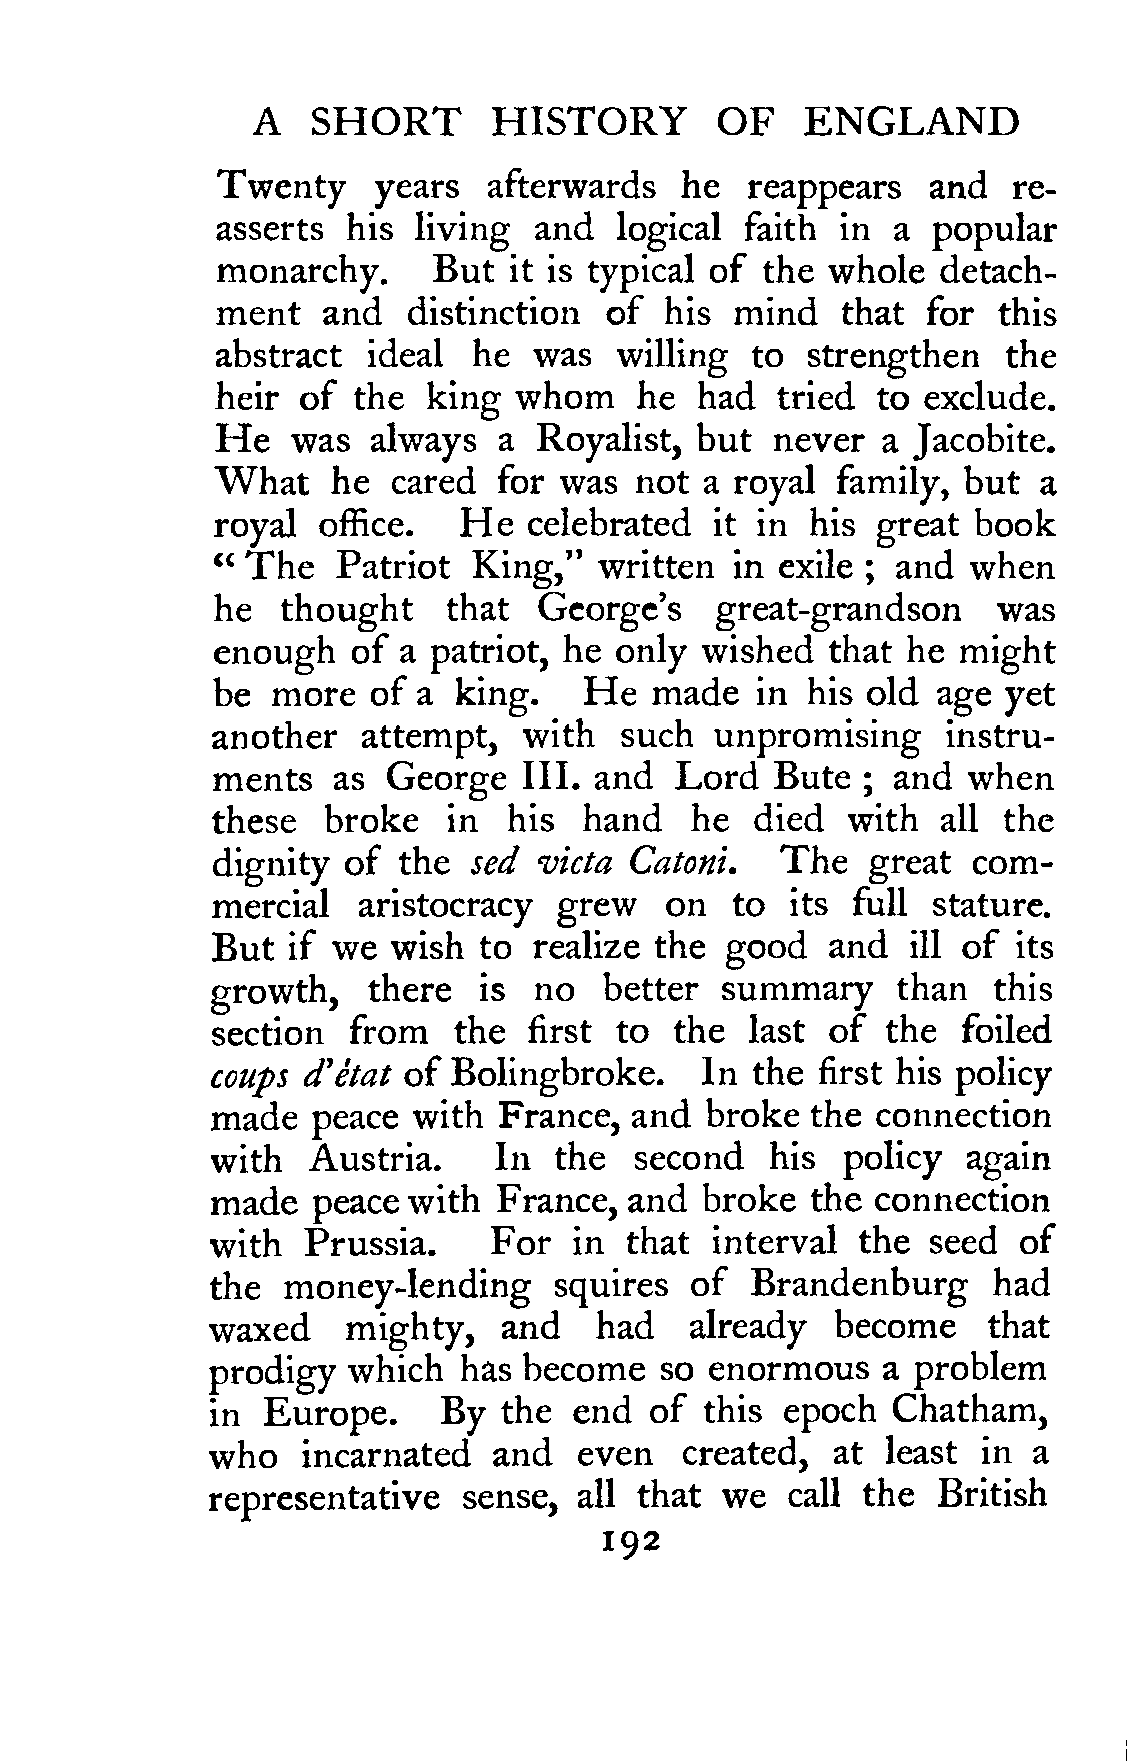 A SHORT HISTORY OF ENGLAND
Twenty years afterwards he reappears and re-
asserts his living and logical faith in a popular
monarchy. But it is typical of the whole detach-
ment and distinction of his mind that for this
abstract ideal he was willing to strengthen the
heir of the king whom he had tried to exclude.
He was always a Royalist, but never a Jacobite.
What he cared for was not a royal family, but a
royal office. He celebrated it in his great book
“ The Patriot King,” written in exile ; and when
he thought that George’s great-grandson was
enough of a patriot, he only wished that he might
be more of a king. He made in his old age yet
another attempt, with such unpromising instru-
ments as George III. and Lord Bute ; and when
these broke in his hand he died with all the
dignity of the sed victa Catoni. The great com-
mercial aristocracy grew on to its full stature.
But if we wish to realize the good and ill of its
growth, there is no better summary than this
section from the first to the last of the foiled
coups d’état of Bolingbroke. In the first his policy
made peace with France, and broke the connection
with Austria. In the second his policy again
made peace with France, and broke the connection
with Prussia. For in that interval the seed of
the money-lending squires of Brandenburg had
waxed mighty, and had already become that
prodigy which has become so enormous a problem
in Europe. By the end of this epoch Chatham,
who incarnated and even created, at least in a
representative sense, all that we call the British
192